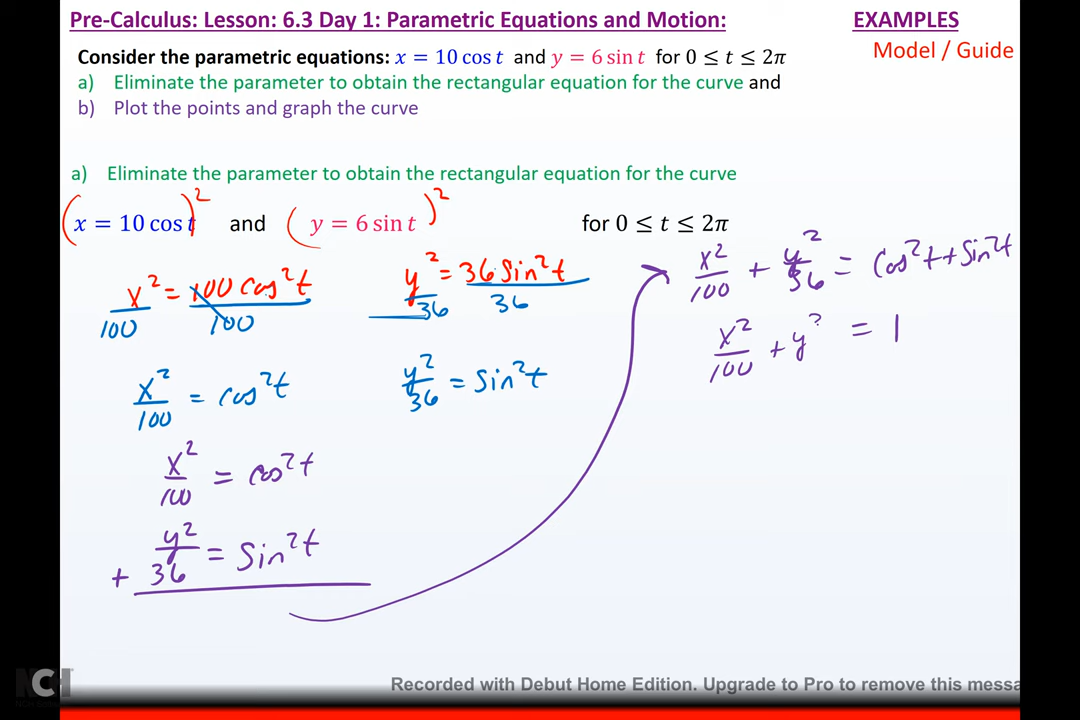 Pre-Calculus: Lesson: 6.3 Day 1: Parametric Equations and Motion:
EXAMPLES
Model / Guide
Consider the parametric equations: x = 10 cos t and y = 6 sin t for 0 ≤ t ≤ 2π
a) Eliminate the parameter to obtain the rectangular equation for the curve and
b) Plot the points and graph the curve
a) Eliminate the parameter to obtain the rectangular equation for the curve
(x = 10 cos t)² and (y = 6 sin t)² for 0 ≤ t ≤ 2π
x²/100 = 100 cos²t/100
y²/36 = 36 sin²t/36
x²/100 = cos²t
y²/36 = sin²t
x²/100 = cos²t
+ y²/36 = sin²t
x²/100 + y²/36 = cos²t + sin²t
x²/100 + y² = 1
NCH
Recorded with Debut Home Edition. Upgrade to Pro to remove this messa